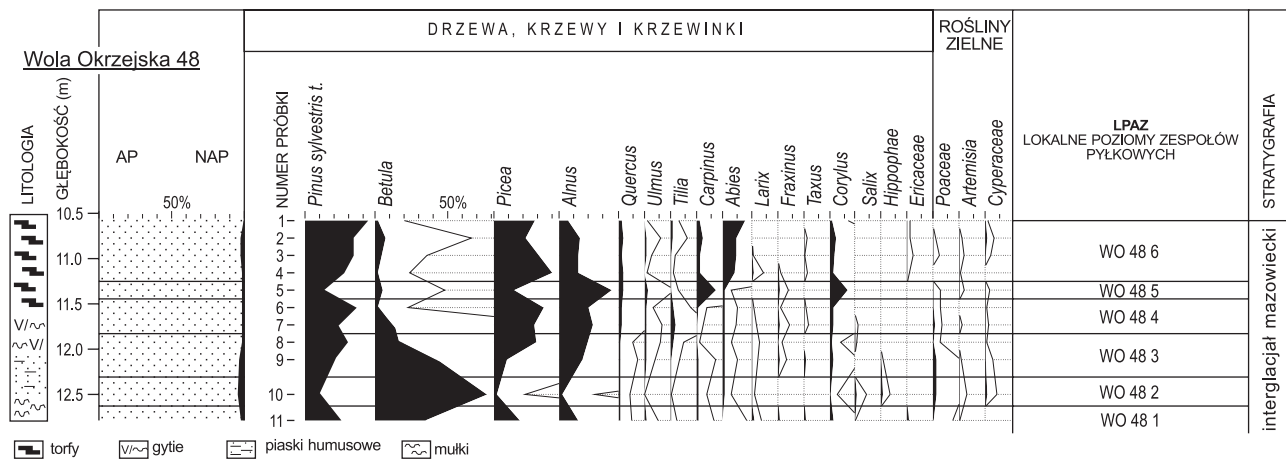 DRZEWA, KRZEWY I KRZEWINKI
ROŚLINY
ZIELNE
Wola Okrzejska 48
LITOLOGIA
GŁĘBOKOŚĆ (m)
AP
NAP
50%
NUMER PRÓBKI
Pinus sylvestris t.
Betula
50%
Picea
Alnus
Quercus
Ulmus
Tilia
Carpinus
Abies
Larix
Fraxinus
Taxus
Corylus
Salix
Hippophae
Ericaceae
Poaceae
Artemisia
Cyperaceae
LPAZ
LOKALNE POZIOMY ZESPOŁÓW
PYŁKOWYCH
STRATYGRAFIA
10.5
11.0
11.5
12.0
12.5
1
2
3
4
5
6
7
8
9
10
11
WO 48 6
WO 48 5
WO 48 4
WO 48 3
WO 48 2
WO 48 1
interglacjał mazowiecki
torfy
gytie
piaski humusowe
mułki